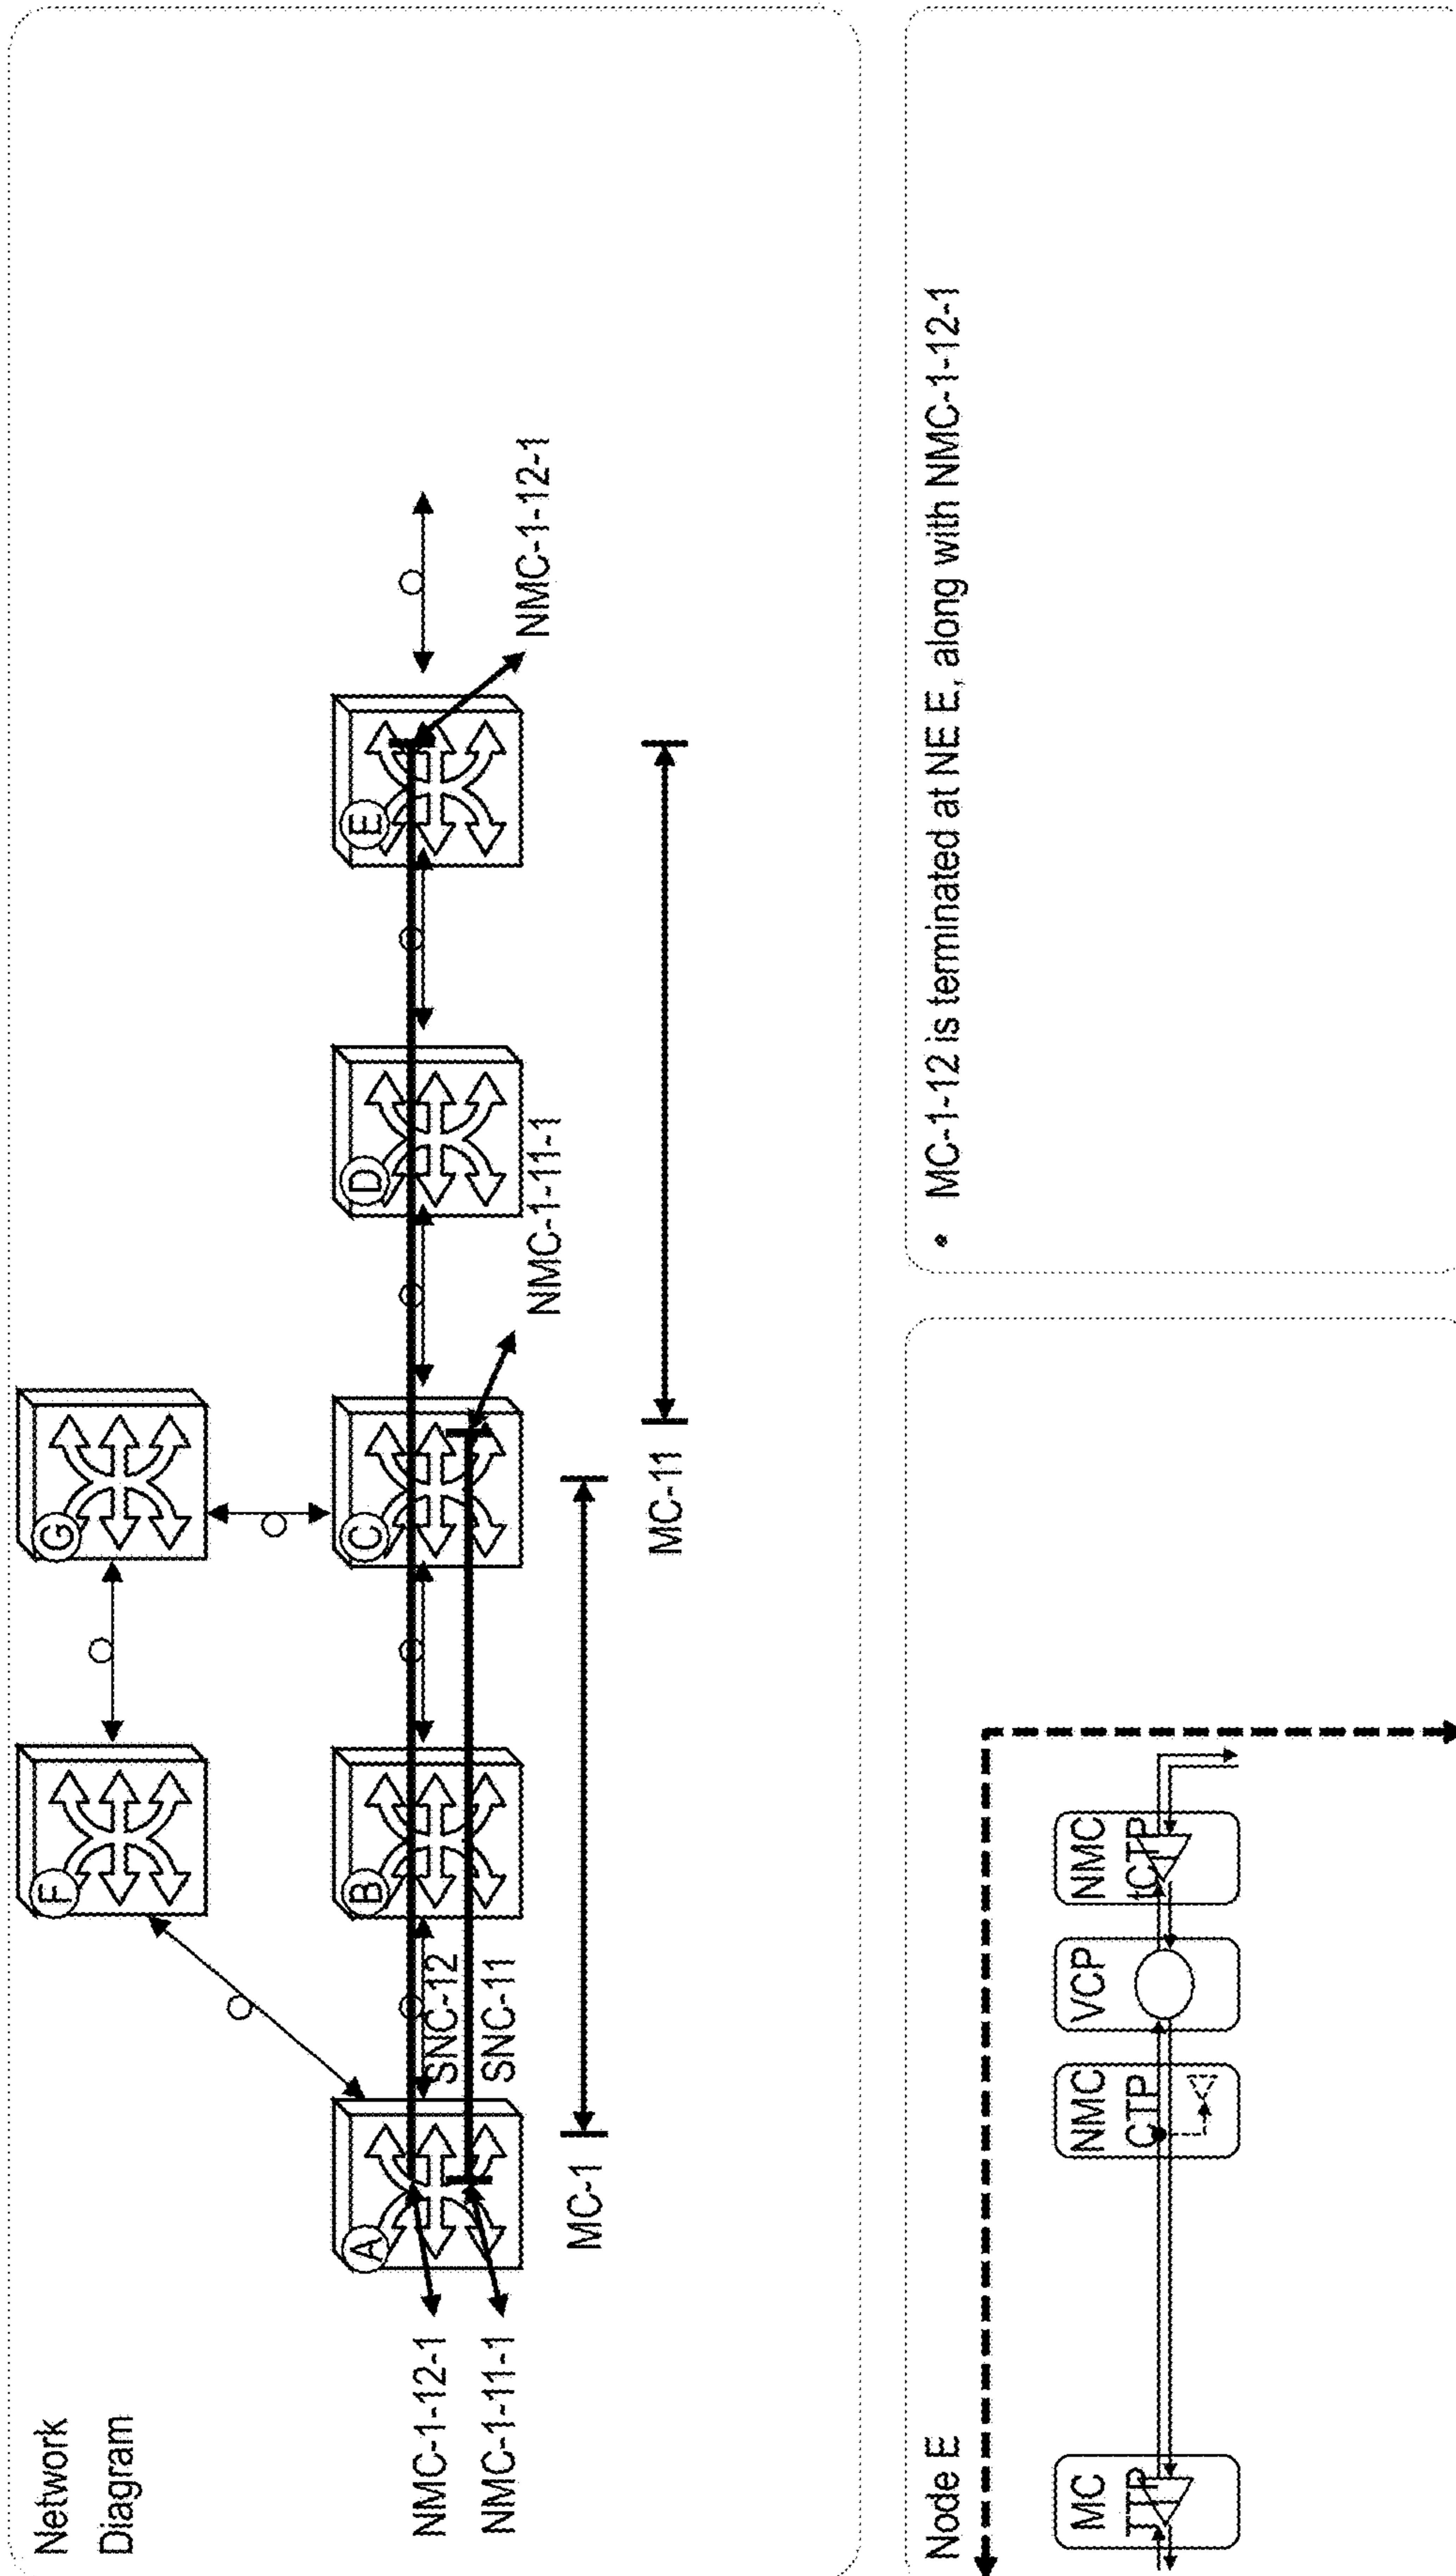 Network
Diagram
F
G
A
B
C
D
E
NMC-1-12-1
NMC-1-11-1
SNC-12
SNC-11
NMC-1-11-1
NMC-1-12-1
MC-1
MC-11
Node E
MC
TTP
NMC
CTP
VCP
NMC
tCTP
• MC-1-12 is terminated at NE E, along with NMC-1-12-1